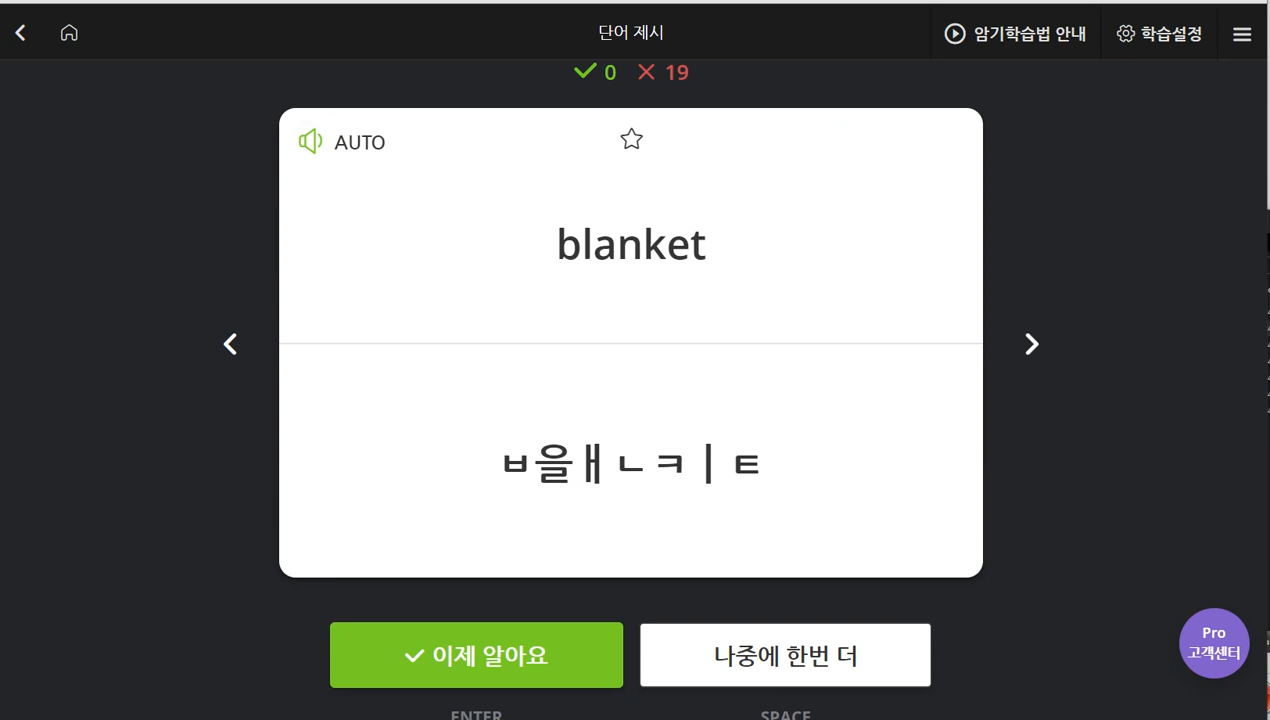 단어 제시
암기학습법 안내
학습설정
0 19
AUTO
blanket
ㅂ을ㅐㄴㅋㅣㅌ
이제 알아요
나중에 한번 더
Pro
고객센터
ENTER
SPACE